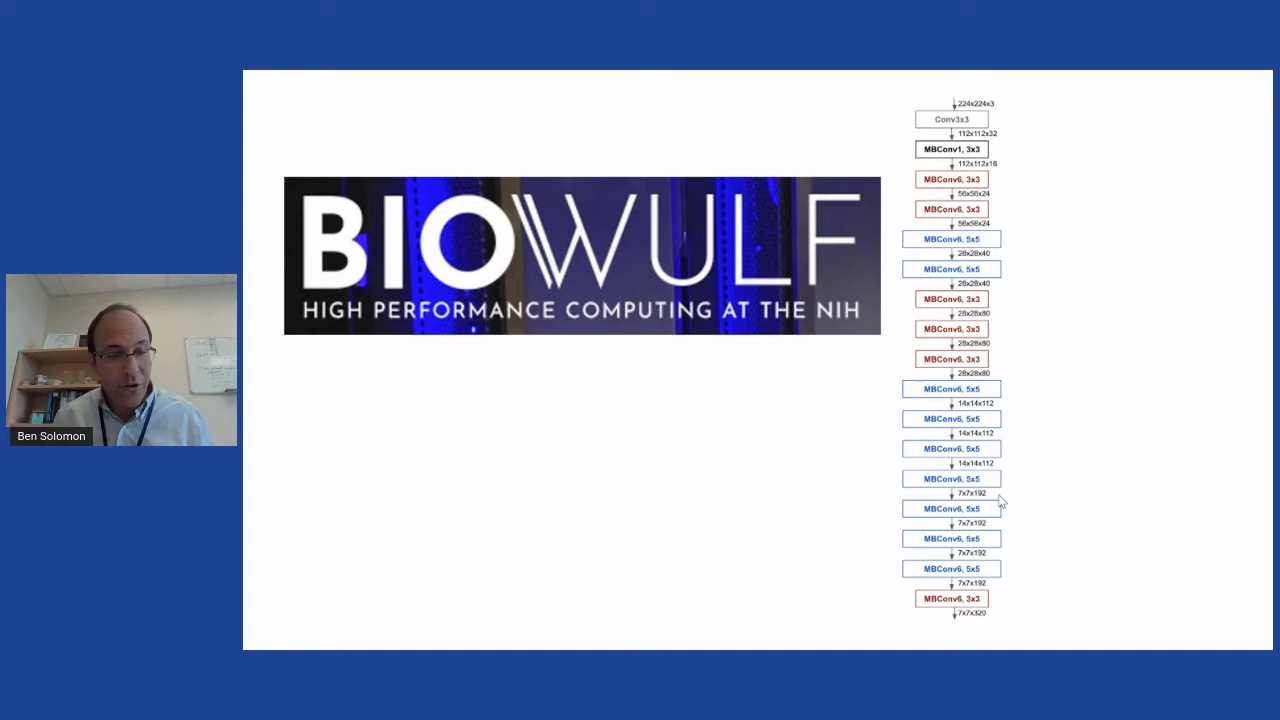 BIOWULF
HIGH PERFORMANCE COMPUTING AT THE NIH
224x224x3
Conv3x3
112x112x32
MBConv1, 3x3
112x112x16
MBConv6, 3x3
56x56x24
MBConv6, 3x3
56x56x24
MBConv6, 5x5
28x28x40
MBConv6, 5x5
28x28x40
MBConv6, 3x3
28x28x80
MBConv6, 3x3
28x28x80
MBConv6, 3x3
28x28x80
MBConv6, 5x5
14x14x112
MBConv6, 5x5
14x14x112
MBConv6, 5x5
14x14x112
MBConv6, 5x5
7x7x192
MBConv6, 5x5
7x7x192
MBConv6, 5x5
7x7x192
MBConv6, 5x5
7x7x192
MBConv6, 3x3
7x7x320
Ben Solomon